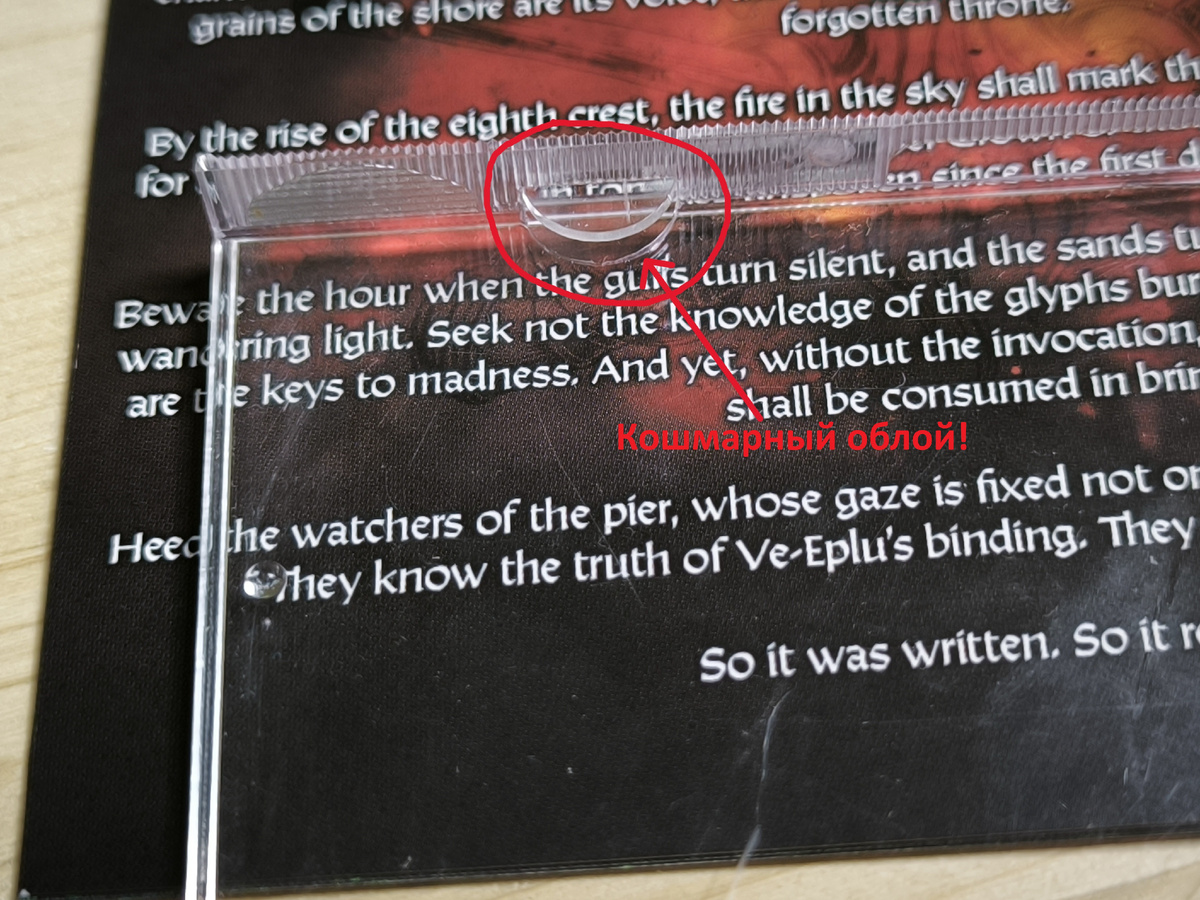 grains of the shore are its voice,
forgotten throne.
By the rise of the eighth crest, the fire in the sky shall mark
for
since the first
Beware the hour when the gulls turn silent, and the sands
wandering light. Seek not the knowledge of the glyphs
are the keys to madness. And yet, without the invocation,
shall be consumed in
Кошмарный облой!
Heed the watchers of the pier, whose gaze is fixed not
They know the truth of Ve-Eplu's binding. They
So it was written. So it